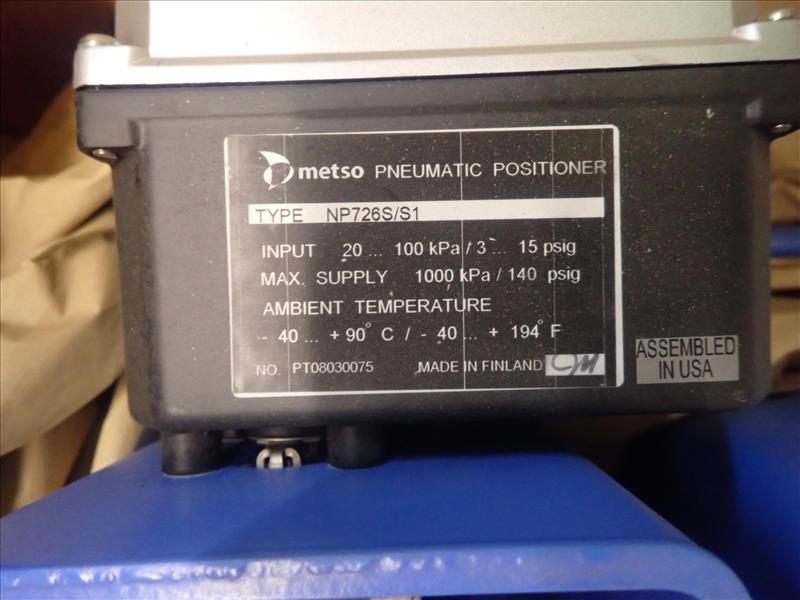 metso PNEUMATIC POSITIONER
TYPE NP726S/S1
INPUT 20 ... 100 kPa / 3 ... 15 psig
MAX. SUPPLY 1000 kPa / 140 psig
AMBIENT TEMPERATURE
- 40 ... + 90° C / - 40 ... + 194° F
NO. PT08030075 MADE IN FINLAND CM
ASSEMBLED
IN USA